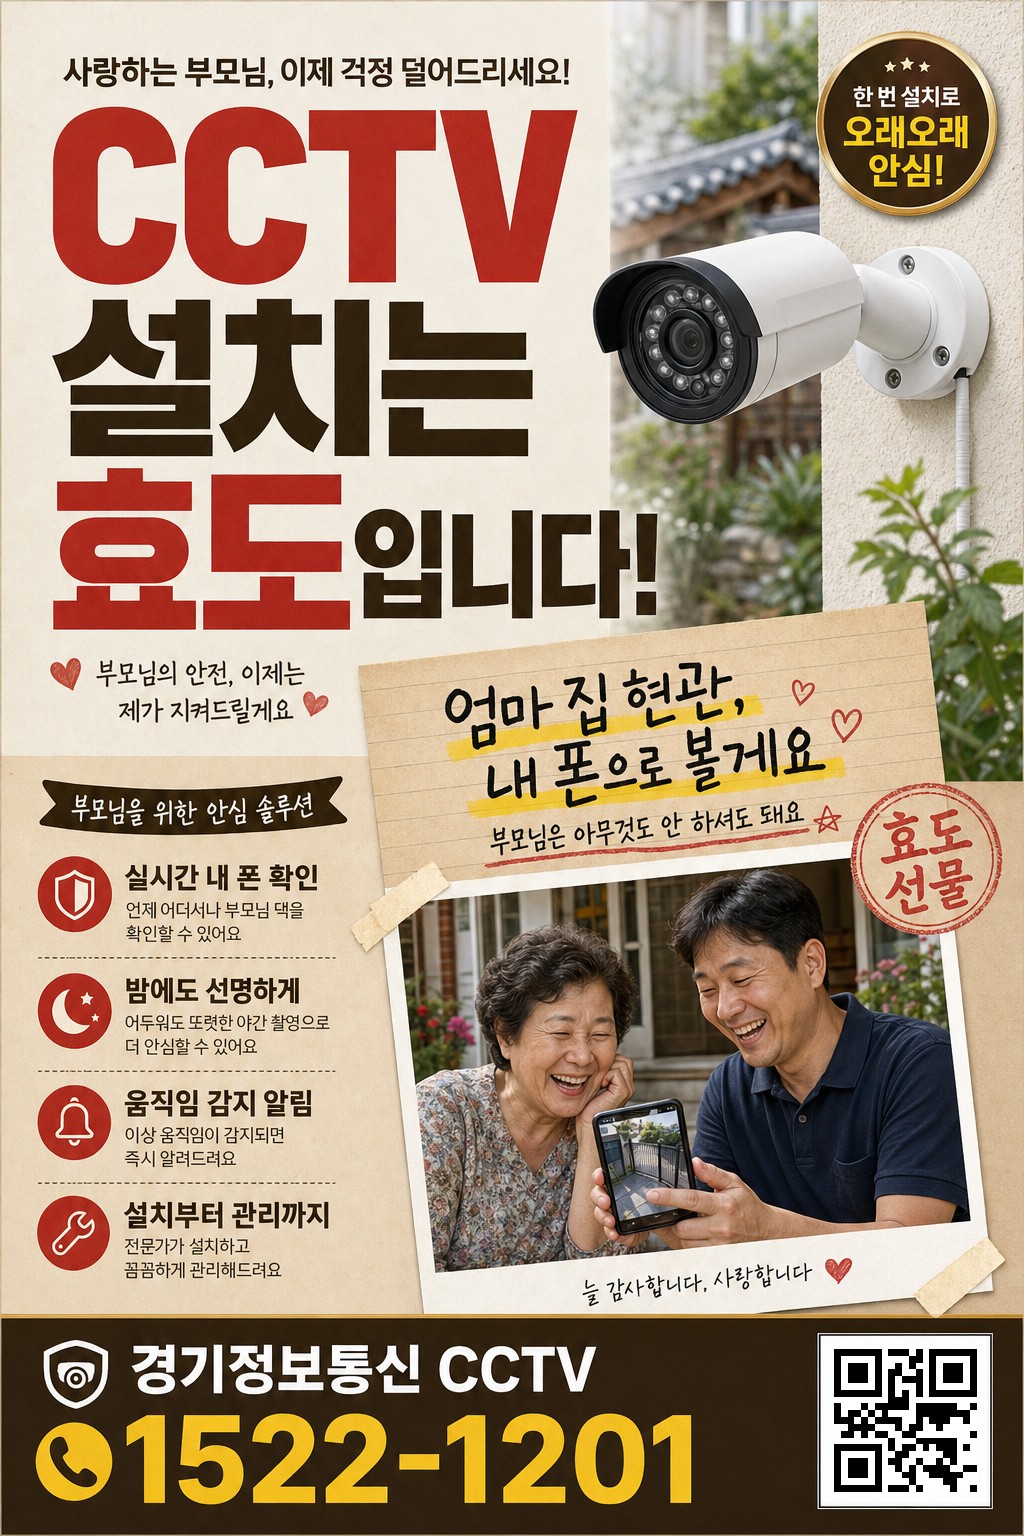 사랑하는 부모님, 이제 걱정 덜어드리세요!
CCTV
설치는
효도입니다!
한 번 설치로
오래오래
안심!
부모님의 안전, 이제는
제가 지켜드릴게요
엄마 집 현관,
내 폰으로 볼게요
부모님은 아무것도 안 하셔도 돼요
효도
선물
부모님을 위한 안심 솔루션
실시간 내 폰 확인
언제 어디서나 부모님 댁을
확인할 수 있어요
밤에도 선명하게
어두워도 또렷한 야간 촬영으로
더 안심할 수 있어요
움직임 감지 알림
이상 움직임이 감지되면
즉시 알려드려요
설치부터 관리까지
전문가가 설치하고
꼼꼼하게 관리해드려요
늘 감사합니다, 사랑합니다
경기정보통신 CCTV
1522-1201